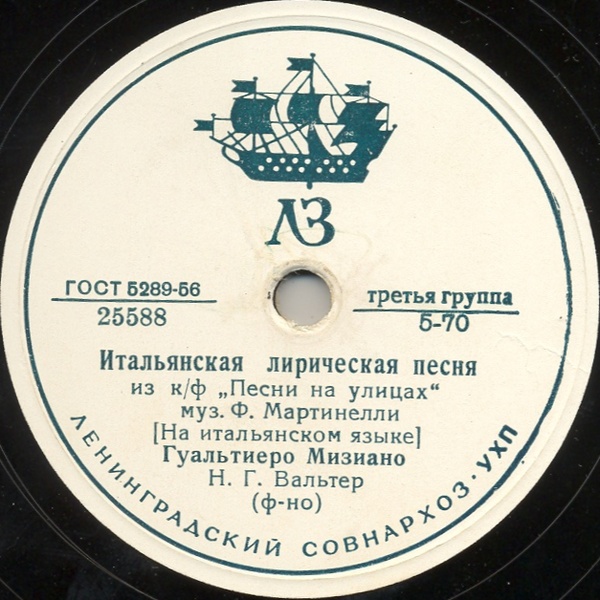 ЛЗ
ГОСТ 5289-56
25588
третья группа
5-70
Итальянская лирическая песня
из к/ф „Песни на улицах“
муз. Ф. Мартинелли
[На итальянском языке]
Гуальтиеро Мизиано
Н. Г. Вальтер
(ф-но)
ЛЕНИНГРАДСКИЙ СОВНАРХОЗ · УХП